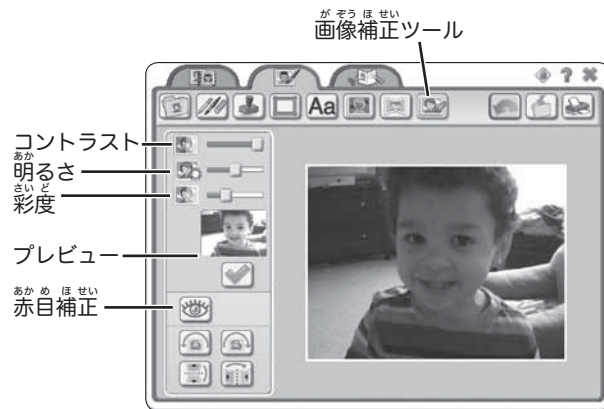 がぞうほせい
画像補正ツール
Aa
?
コントラスト
あか
明るさ
さいど
彩度
プレビュー
あかめほせい
赤目補正